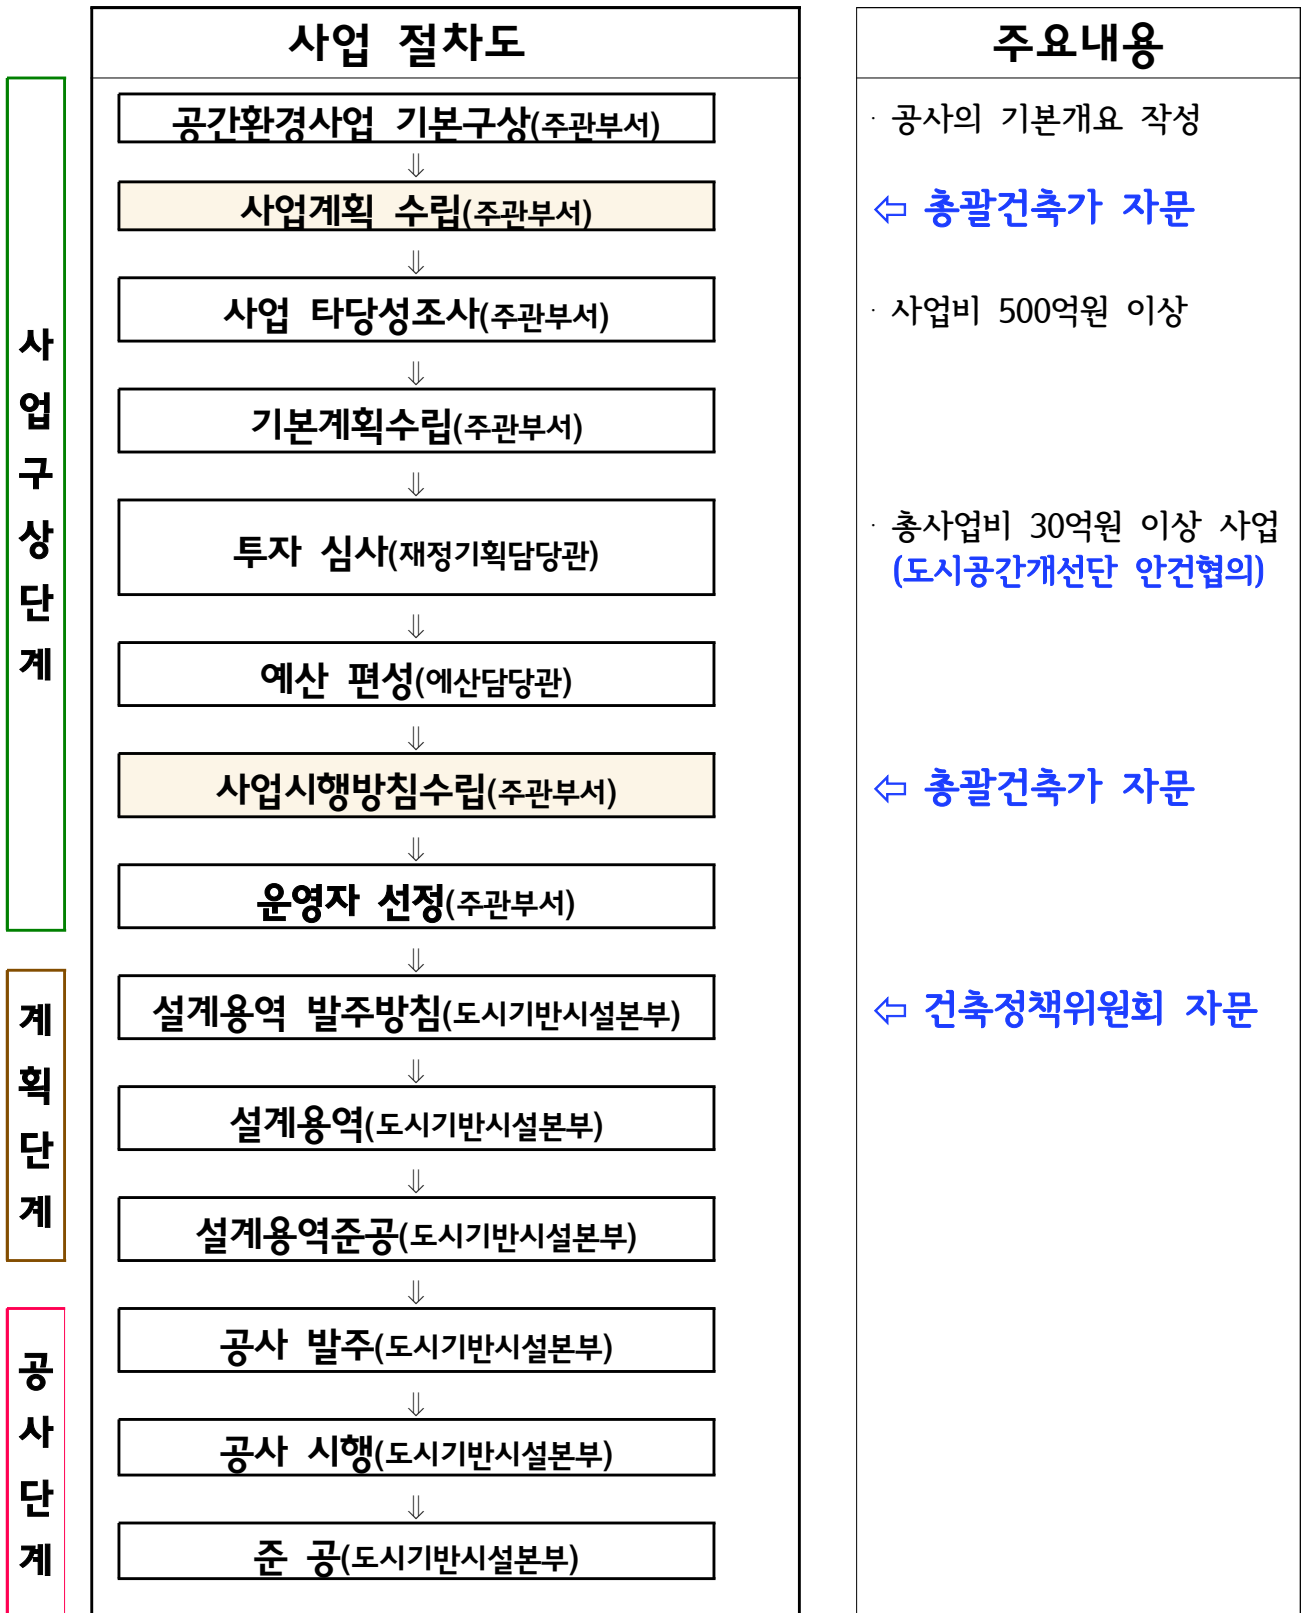 사업 절차도
주요내용
사업구상단계
공간환경사업 기본구상(주관부서)
· 공사의 기본개요 작성
⇓
사업계획 수립(주관부서)
⇦ 총괄건축가 자문
⇓
사업 타당성조사(주관부서)
· 사업비 500억원 이상
⇓
기본계획수립(주관부서)
⇓
투자 심사(재정기획담당관)
· 총사업비 30억원 이상 사업
(도시공간개선단 안건협의)
⇓
예산 편성(에산담당관)
⇓
사업시행방침수립(주관부서)
⇦ 총괄건축가 자문
⇓
운영자 선정(주관부서)
⇓
계획단계
설계용역 발주방침(도시기반시설본부)
⇦ 건축정책위원회 자문
⇓
설계용역(도시기반시설본부)
⇓
설계용역준공(도시기반시설본부)
⇓
공사단계
공사 발주(도시기반시설본부)
⇓
공사 시행(도시기반시설본부)
⇓
준 공(도시기반시설본부)